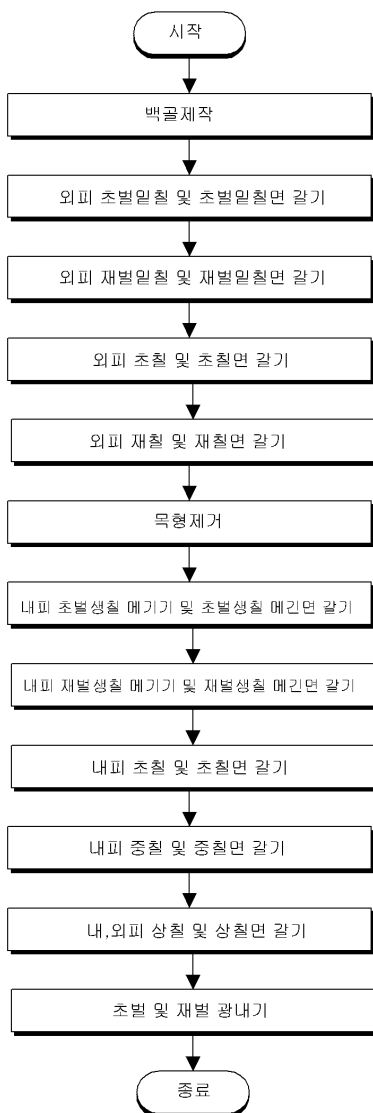 시작
백골제작
외피 초벌밑칠 및 초벌밑칠면 갈기
외피 재벌밑칠 및 재벌밑칠면 갈기
외피 초칠 및 초칠면 갈기
외피 재칠 및 재칠면 갈기
목형제거
내피 초벌생칠 메기기 및 초벌생칠 메긴면 갈기
내피 재벌생칠 메기기 및 재벌생칠 메긴면 갈기
내피 초칠 및 초칠면 갈기
내피 중칠 및 중칠면 갈기
내,외피 상칠 및 상칠면 갈기
초벌 및 재벌 광내기
종료